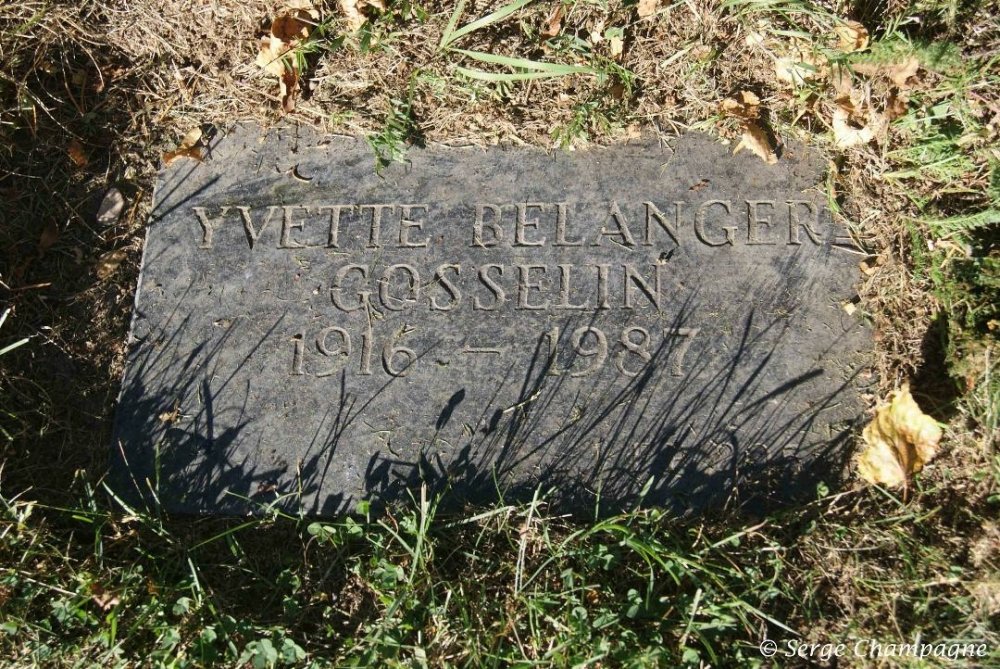 YVETTE BELANGER
GOSSELIN
1916 – 1987
© Serge Champagne